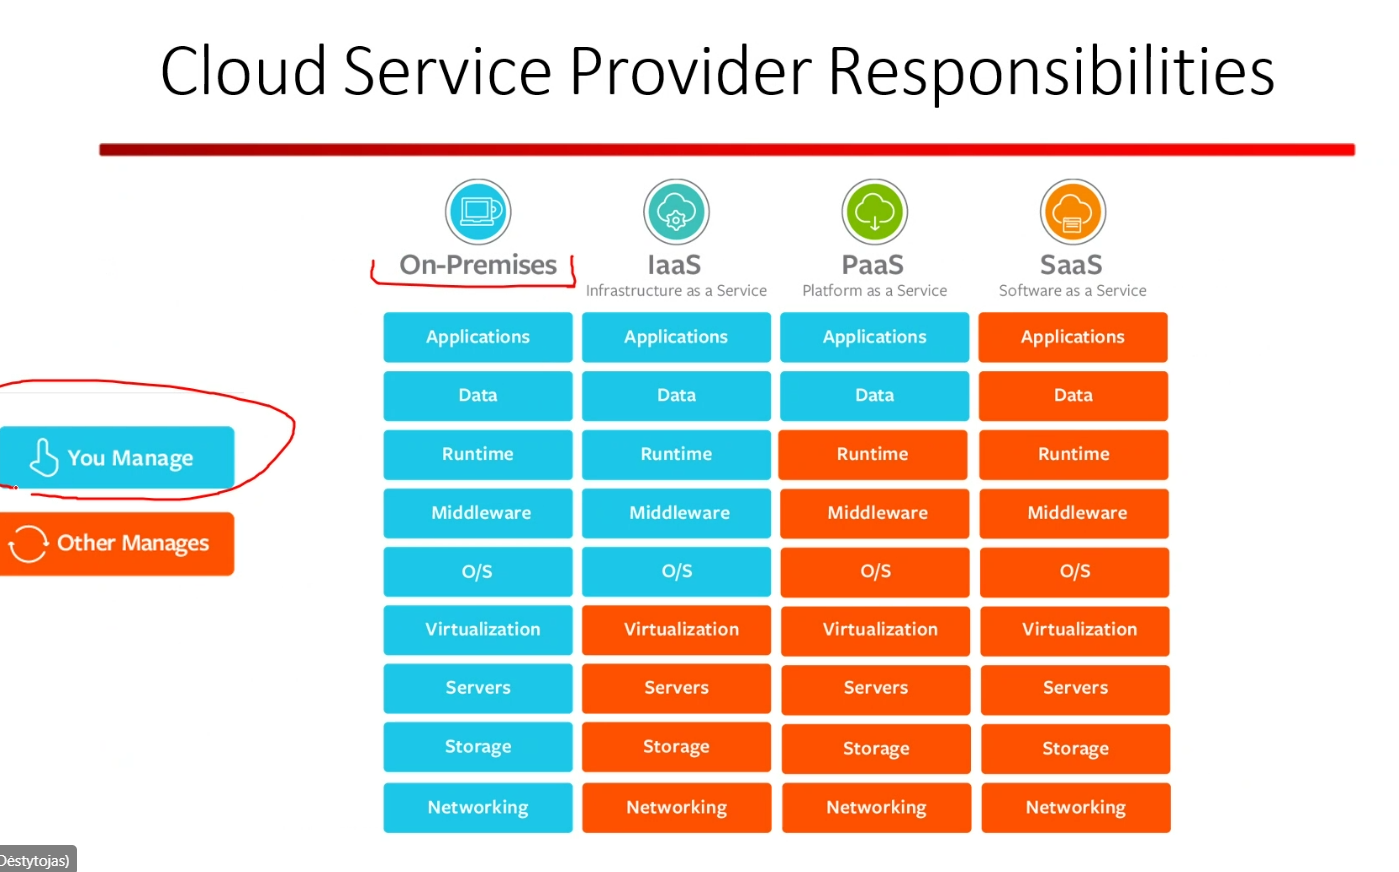 Cloud Service Provider Responsibilities
On-Premises
IaaS
Infrastructure as a Service
PaaS
Platform as a Service
SaaS
Software as a Service
Applications Applications Applications Applications
Data Data Data Data
You Manage
Runtime Runtime Runtime Runtime
Middleware Middleware Middleware Middleware
Other Manages
O/S O/S O/S O/S
Virtualization Virtualization Virtualization Virtualization
Servers Servers Servers Servers
Storage Storage Storage Storage
Networking Networking Networking Networking
Dėstytojas)